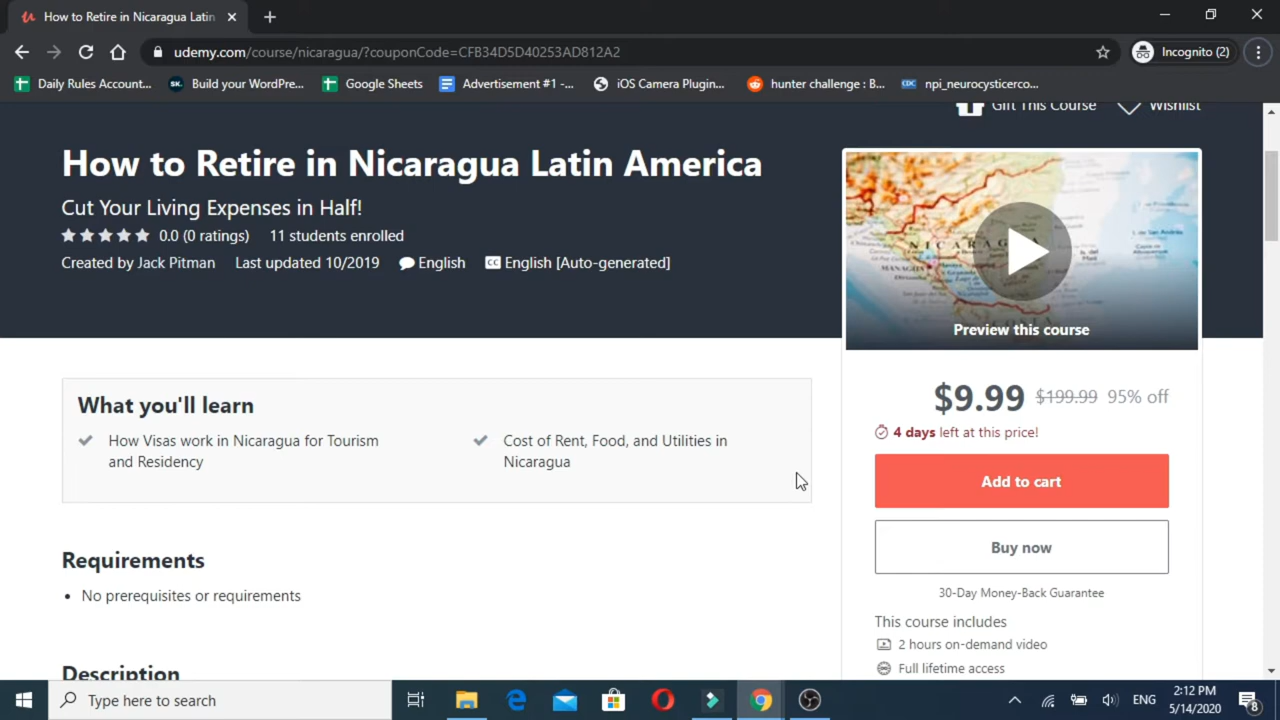 How to Retire in Nicaragua Latin
udemy.com/course/nicaragua/?couponCode=CFB34D5D40253AD812A2
Incognito (2)
Daily Rules Account...
Build your WordPre...
Google Sheets
Advertisement #1 -...
iOS Camera Plugin...
hunter challenge : B...
npi_neurocysticerco...
Gift This Course
Wishlist
How to Retire in Nicaragua Latin America
Cut Your Living Expenses in Half!
0.0 (0 ratings) 11 students enrolled
Created by Jack Pitman Last updated 10/2019 English CC English [Auto-generated]
NICARAG
MANAGUA
Preview this course
What you'll learn
How Visas work in Nicaragua for Tourism
and Residency
Cost of Rent, Food, and Utilities in
Nicaragua
Requirements
No prerequisites or requirements
Description
$9.99 $199.99 95% off
4 days left at this price!
Add to cart
Buy now
30-Day Money-Back Guarantee
This course includes
2 hours on-demand video
Full lifetime access
Type here to search
ENG
2:12 PM
5/14/2020
8